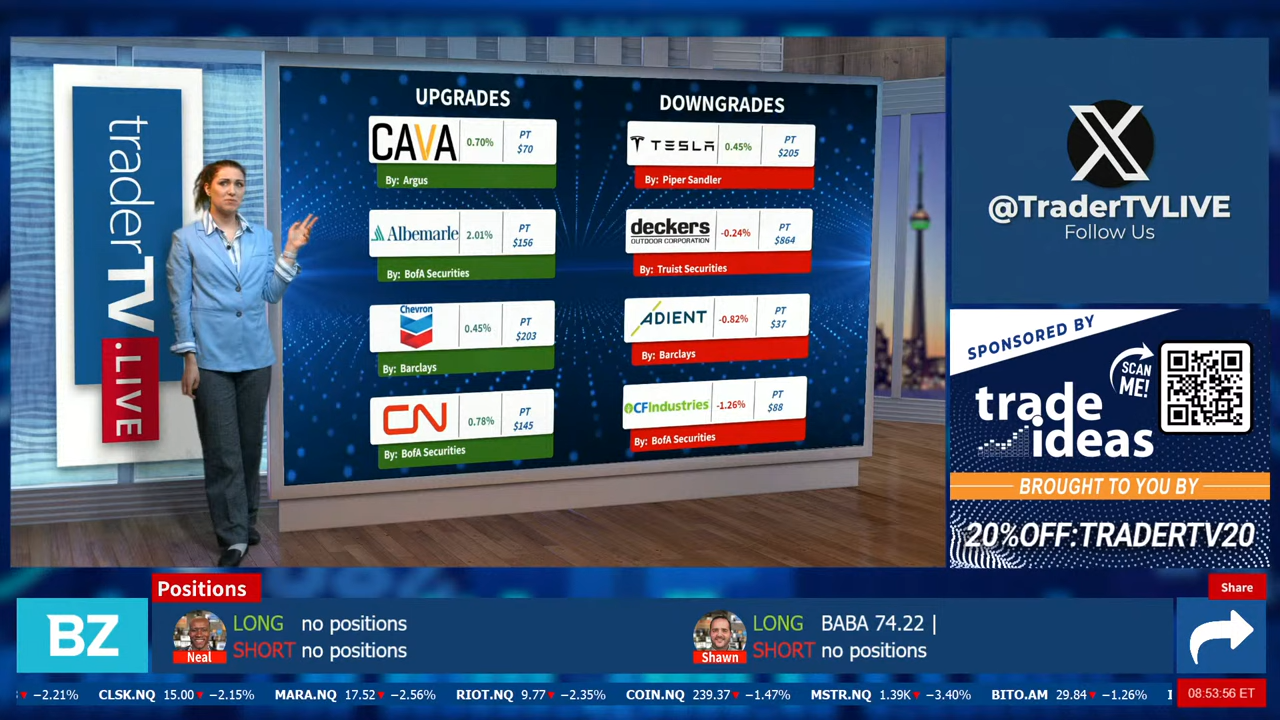 traderTV.LIVE
UPGRADES
CAVA 0.70% PT $70
By: Argus
Albemarle 2.01% PT $156
By: BofA Securities
Chevron 0.45% PT $203
By: Barclays
CN 0.78% PT $145
By: BofA Securities
DOWNGRADES
TESLA 0.45% PT $205
By: Piper Sandler
deckers OUTDOOR CORPORATION -0.24% PT $864
By: Truist Securities
ADIENT -0.82% PT $37
By: Barclays
CFIndustries -1.26% PT $88
By: BofA Securities
X
@TraderTVLIVE
Follow Us
SPONSORED BY
SCAN ME!
trade ideas
BROUGHT TO YOU BY
20%OFF:TRADERTV20
Positions
Share
BZ
Neal
LONG no positions
SHORT no positions
Shawn
LONG BABA 74.22 |
SHORT no positions
−2.21% CLSK.NQ 15.00 −2.15% MARA.NQ 17.52 −2.56% RIOT.NQ 9.77 −2.35% COIN.NQ 239.37 −1.47% MSTR.NQ 1.39K −3.40% BITO.AM 29.84 −1.26%
08:53:56 ET